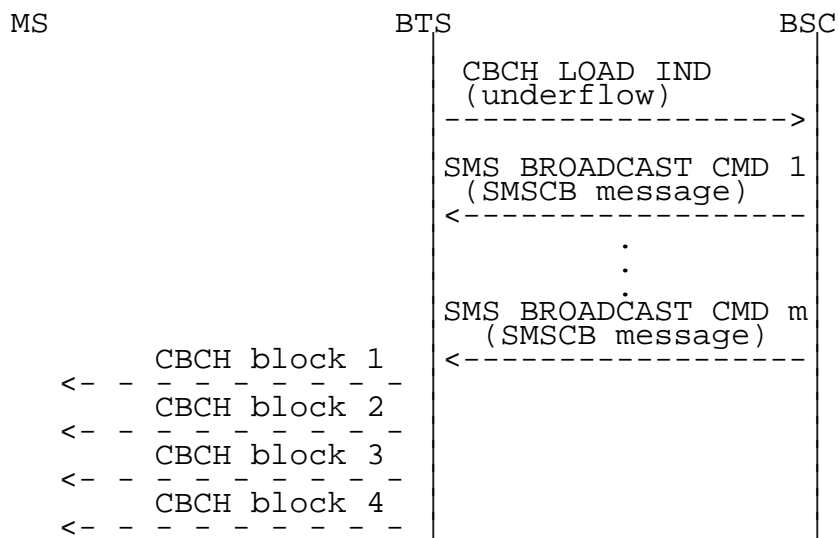 MS BTS BSC
CBCH LOAD IND
(underflow)
------------------>
SMS BROADCAST CMD 1
(SMSCB message)
<------------------
.
.
.
SMS BROADCAST CMD m
(SMSCB message)
<------------------
CBCH block 1
<- - - - - - - - -
CBCH block 2
<- - - - - - - - -
CBCH block 3
<- - - - - - - - -
CBCH block 4
<- - - - - - - - -